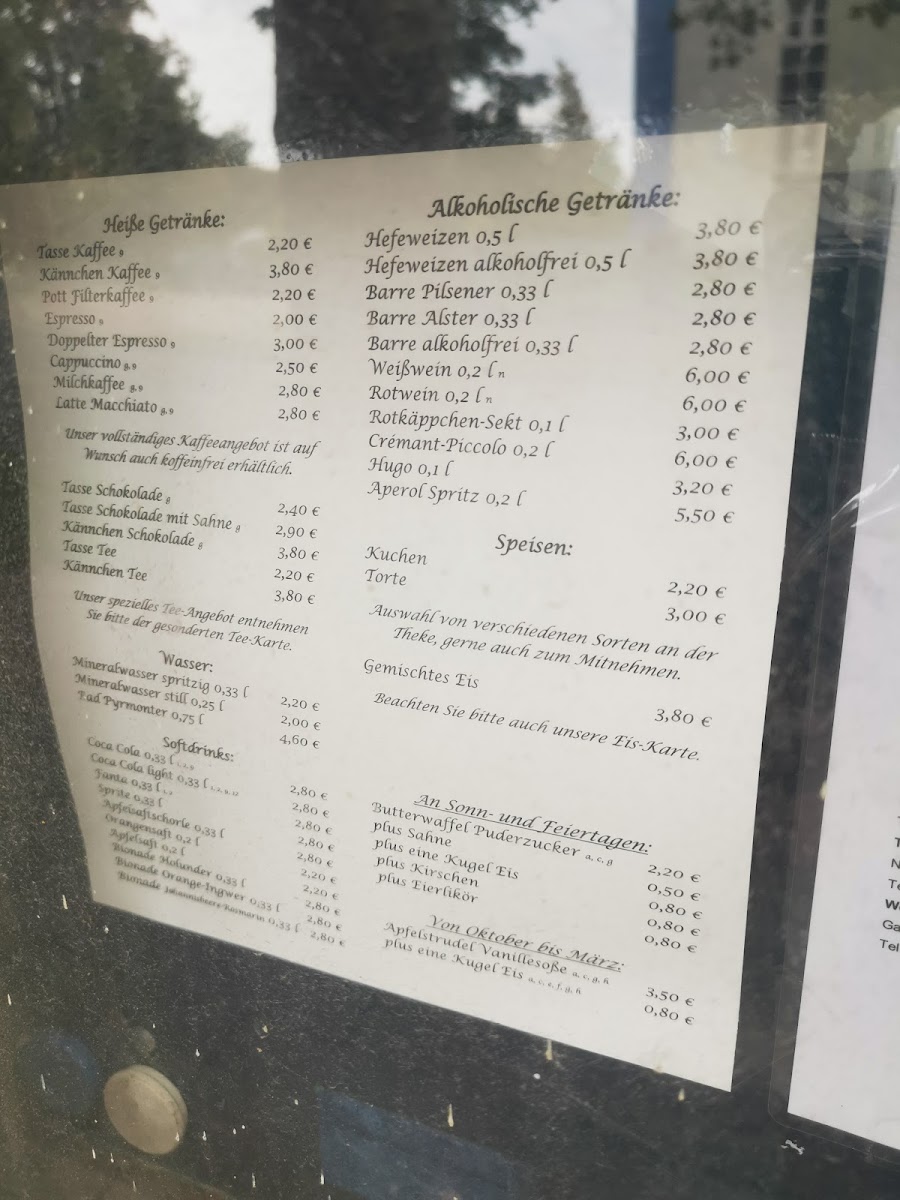 Heiße Getränke:
Tasse Kaffee 9 2,20 €
Kännchen Kaffee 9 3,80 €
Pott Filterkaffee 9 2,20 €
Espresso 9 2,00 €
Doppelter Espresso 9 3,00 €
Cappuccino g,9 2,50 €
Milchkaffee g,9 2,80 €
Latte Macchiato g,9 2,80 €
Unser vollständiges Kaffeeangebot ist auf
Wunsch auch koffeinfrei erhältlich.
Tasse Schokolade g 2,40 €
Tasse Schokolade mit Sahne g 2,90 €
Kännchen Schokolade g 3,80 €
Tasse Tee 2,20 €
Kännchen Tee 3,80 €
Unser spezielles Tee-Angebot entnehmen
Sie bitte der gesonderten Tee-Karte.
Wasser:
Mineralwasser spritzig 0,33 l 2,20 €
Mineralwasser still 0,25 l 2,00 €
Bad Pyrmonter 0,75 l 4,60 €
Softdrinks:
Coca Cola 0,33 l 2,80 €
Coca Cola light 0,33 l 2,80 €
Fanta 0,33 l 2,80 €
Sprite 0,33 l 2,80 €
Apfelsaftschorle 0,33 l 2,80 €
Orangensaft 0,2 l 2,20 €
Apfelsaft 0,2 l 2,20 €
Bionade Holunder 0,33 l 2,80 €
Bionade Orange-Ingwer 0,33 l 2,80 €
Bionade Johannisbeere-Rosmarin 0,33 l 2,80 €
Alkoholische Getränke:
Hefeweizen 0,5 l 3,80 €
Hefeweizen alkoholfrei 0,5 l 3,80 €
Barre Pilsener 0,33 l 2,80 €
Barre Alster 0,33 l 2,80 €
Barre alkoholfrei 0,33 l 2,80 €
Weißwein 0,2 l n 6,00 €
Rotwein 0,2 l n 6,00 €
Rotkäppchen-Sekt 0,1 l 3,00 €
Crémant-Piccolo 0,2 l 6,00 €
Hugo 0,1 l 3,20 €
Aperol Spritz 0,2 l 5,50 €
Speisen:
Kuchen 2,20 €
Torte 3,00 €
Auswahl von verschiedenen Sorten an der
Theke, gerne auch zum Mitnehmen.
Gemischtes Eis 3,80 €
Beachten Sie bitte auch unsere Eis-Karte.
An Sonn- und Feiertagen:
Butterwaffel Puderzucker a, c, g 2,20 €
plus Sahne 0,50 €
plus eine Kugel Eis 0,80 €
plus Kirschen 0,80 €
plus Eierlikör 0,80 €
Von Oktober bis März:
Apfelstrudel Vanillesoße a, c, g, h 3,50 €
plus eine Kugel Eis a, c, e, f, g, h 0,80 €